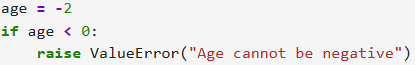 age = -2
if age < 0:
    raise ValueError("Age cannot be negative")